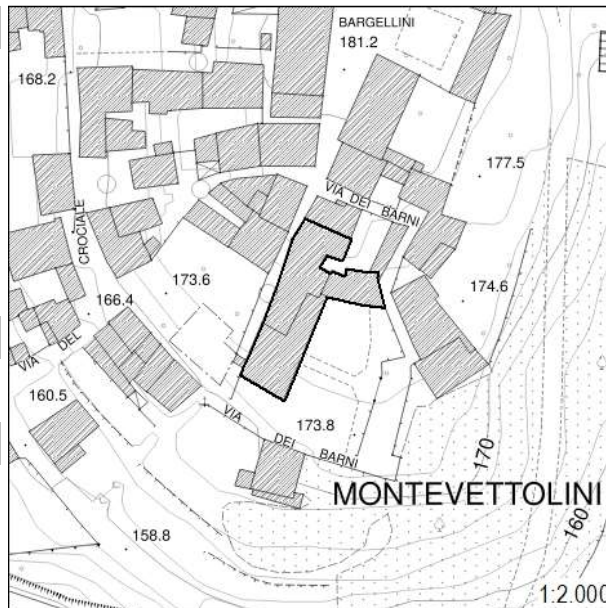 BARGELLINI
181.2
168.2
177.5
VIA DEI BARNI
CROCIALE
173.6
174.6
166.4
VIA DEL
160.5
VIA DEI BARNI
173.8
170
MONTEVETTOLINI
160
158.8
1:2.000